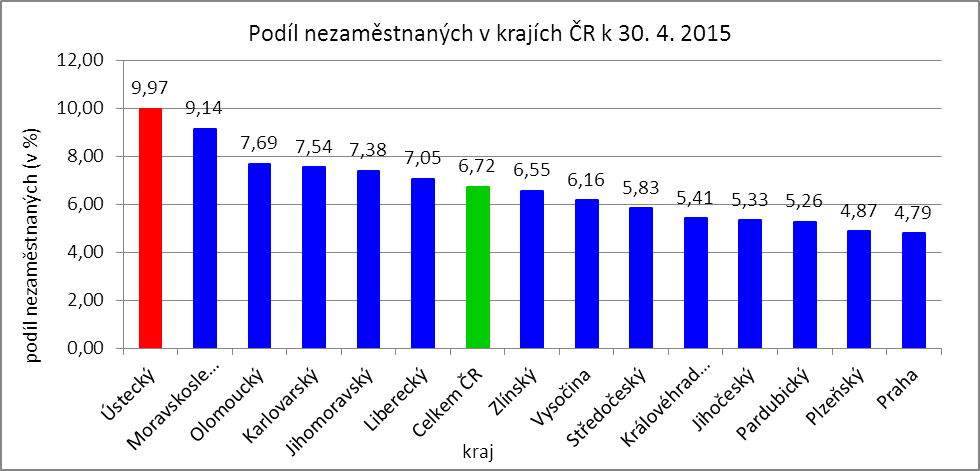 Podíl nezaměstnaných v krajích ČR k 30. 4. 2015
podíl nezaměstnaných (v %)
12,00
10,00
8,00
6,00
4,00
2,00
0,00
9,97
9,14
7,69
7,54
7,38
7,05
6,72
6,55
6,16
5,83
5,41
5,33
5,26
4,87
4,79
Ústecký
Moravskosle...
Olomoucký
Karlovarský
Jihomoravský
Liberecký
Celkem ČR
Zlínský
Vysočina
Středočeský
Královéhrad...
Jihočeský
Pardubický
Plzeňský
Praha
kraj